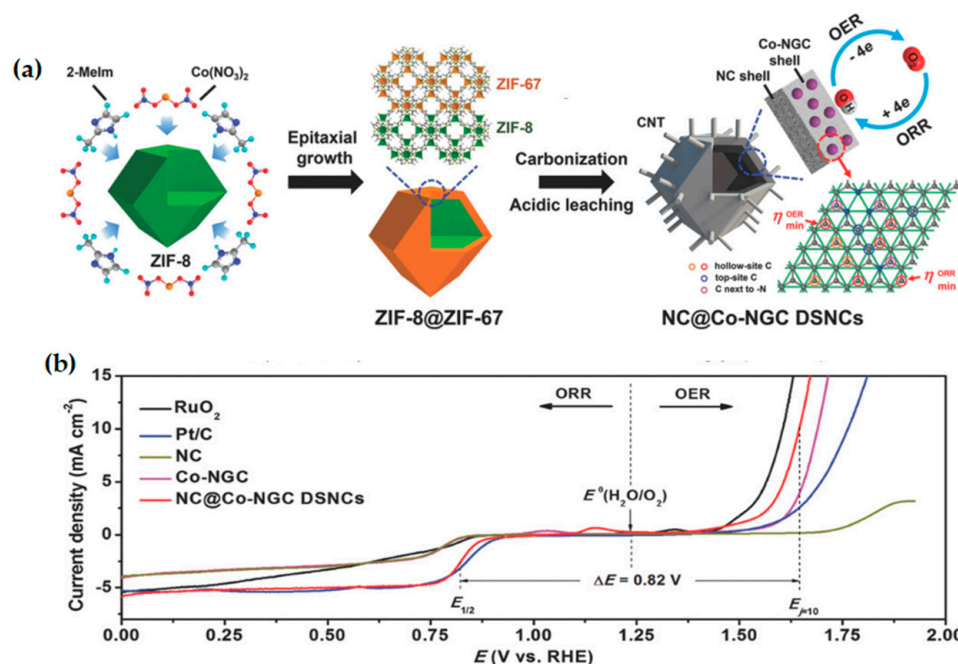 (a)
2-MeIm
Co(NO₃)₂
ZIF-8
Epitaxial
growth
ZIF-67
ZIF-8
ZIF-8@ZIF-67
Carbonization
Acidic leaching
CNT
NC shell
Co-NGC
shell
OER
- 4e
O₂
OH
+ 4e
ORR
η OER
min
hollow-site C
top-site C
C next to -N
η ORR
min
NC@Co-NGC DSNCs
(b)
Current density (mA cm⁻²)
15
10
5
0
-5
-10
RuO₂
Pt/C
NC
Co-NGC
NC@Co-NGC DSNCs
ORR
OER
E⁰(H₂O/O₂)
ΔE = 0.82 V
E1/2
Ej=10
0.00
0.25
0.50
0.75
1.00
1.25
1.50
1.75
2.00
E (V vs. RHE)